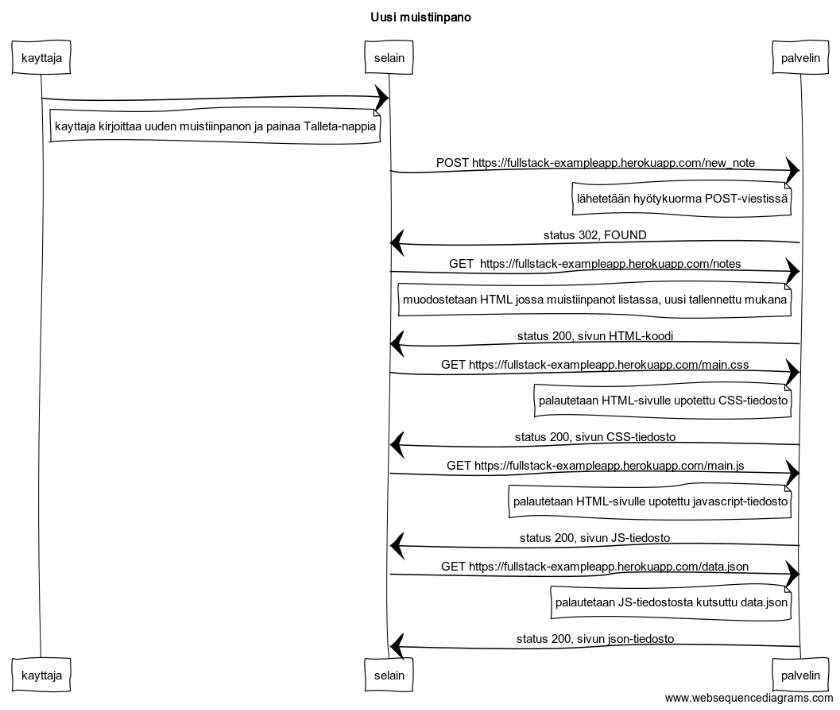 Uusi muistiinpano
kayttaja selain palvelin
kayttaja kirjoittaa uuden muistiinpanon ja painaa Talleta-nappia
POST https://fullstack-exampleapp.herokuapp.com/new_note
lähetetään hyötykuorma POST-viestissä
status 302, FOUND
GET  https://fullstack-exampleapp.herokuapp.com/notes
muodostetaan HTML jossa muistiinpanot listassa, uusi tallennettu mukana
status 200, sivun HTML-koodi
GET https://fullstack-exampleapp.herokuapp.com/main.css
palautetaan HTML-sivulle upotettu CSS-tiedosto
status 200, sivun CSS-tiedosto
GET https://fullstack-exampleapp.herokuapp.com/main.js
palautetaan HTML-sivulle upotettu javascript-tiedosto
status 200, sivun JS-tiedosto
GET https://fullstack-exampleapp.herokuapp.com/data.json
palautetaan JS-tiedostosta kutsuttu data.json
status 200, sivun json-tiedosto
kayttaja selain palvelin
www.websequencediagrams.com